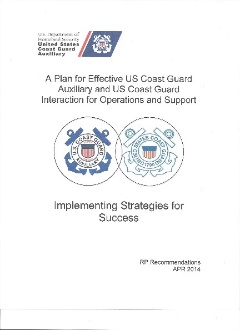 U.S. Department of
Homeland Security
United States
Coast Guard
Auxiliary
A Plan for Effective US Coast Guard
Auxiliary and US Coast Guard
Interaction for Operations and Support
Implementing Strategies for
Success
RP Recommendations
APR 2014